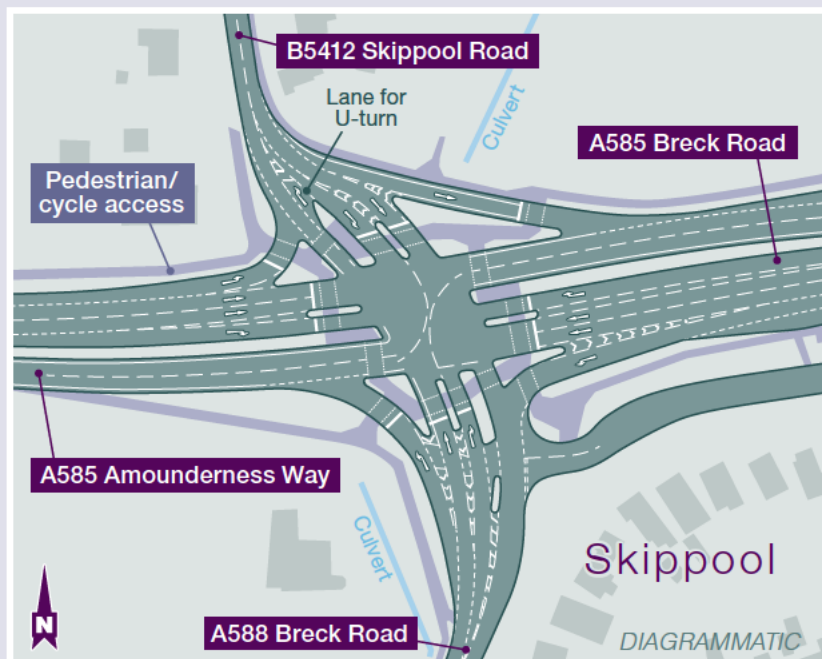 B5412 Skippool Road
Lane for
U-turn
Culvert
A585 Breck Road
Pedestrian/
cycle access
A585 Amounderness Way
Culvert
Skippool
A588 Breck Road
N
DIAGRAMMATIC